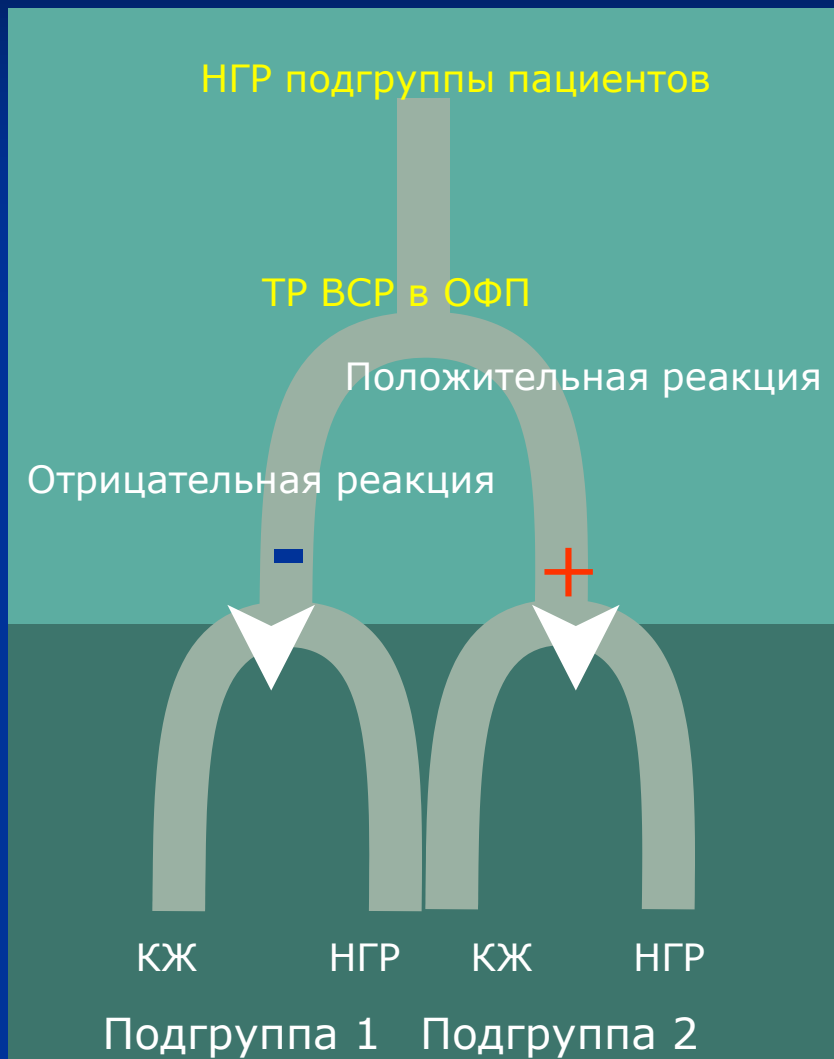 НГР подгруппы пациентов
ТР ВСР в ОФП
Положительная реакция
Отрицательная реакция
- +
КЖ НГР КЖ НГР
Подгруппа 1 Подгруппа 2